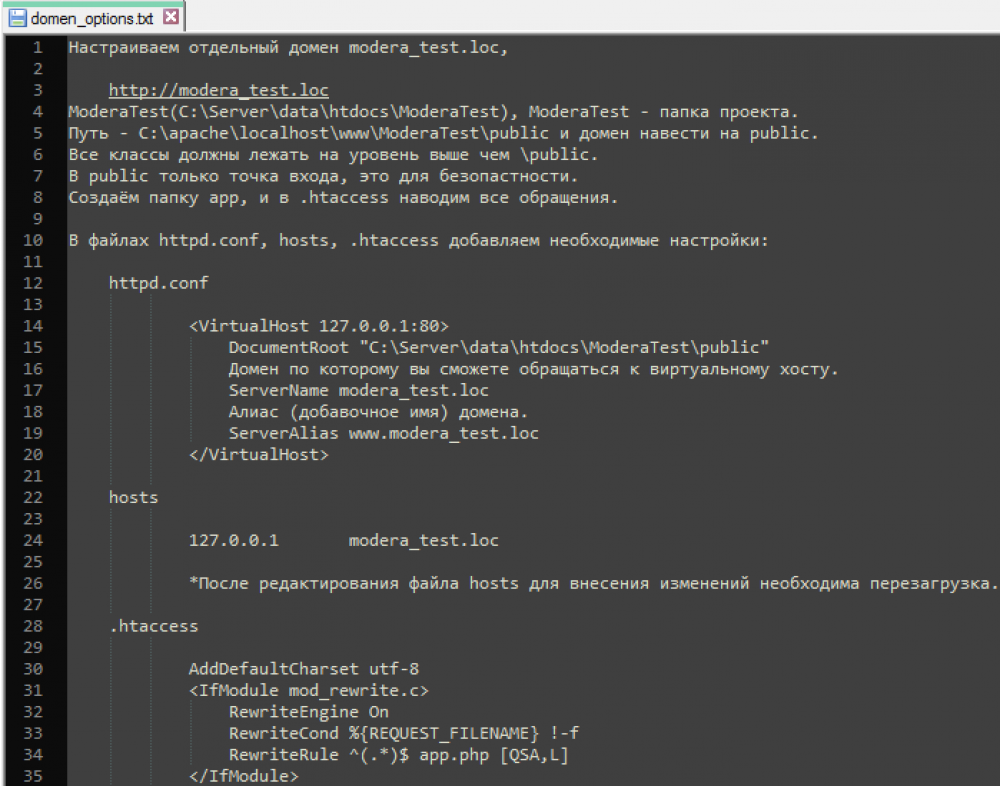 domen_options.txt
1 Настраиваем отдельный домен modera_test.loc,
2
3 http://modera_test.loc
4 ModeraTest(C:\Server\data\htdocs\ModeraTest), ModeraTest - папка проекта.
5 Путь - C:\apache\localhost\www\ModeraTest\public и домен навести на public.
6 Все классы должны лежать на уровень выше чем \public.
7 В public только точка входа, это для безопастности.
8 Создаём папку app, и в .htaccess наводим все обращения.
9
10 В файлах httpd.conf, hosts, .htaccess добавляем необходимые настройки:
11
12 httpd.conf
13
14 <VirtualHost 127.0.0.1:80>
15 DocumentRoot "C:\Server\data\htdocs\ModeraTest\public"
16 Домен по которому вы сможете обращаться к виртуальному хосту.
17 ServerName modera_test.loc
18 Алиас (добавочное имя) домена.
19 ServerAlias www.modera_test.loc
20 </VirtualHost>
21
22 hosts
23
24 127.0.0.1 modera_test.loc
25
26 *После редактирования файла hosts для внесения изменений необходима перезагрузка.
27
28 .htaccess
29
30 AddDefaultCharset utf-8
31 <IfModule mod_rewrite.c>
32 RewriteEngine On
33 RewriteCond %{REQUEST_FILENAME} !-f
34 RewriteRule ^(.*)$ app.php [QSA,L]
35 </IfModule>